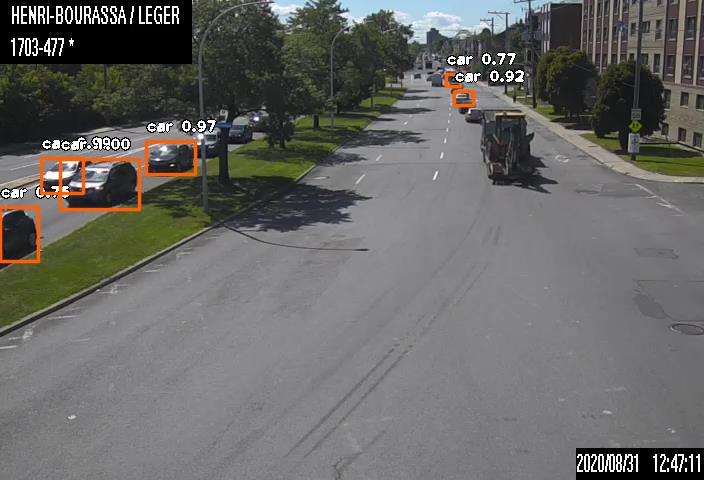 HENRI-BOURASSA / LEGER
1703-477 *
car 0.77
car 0.92
car 0.97
car 0.75
2020/08/31 12:47:11